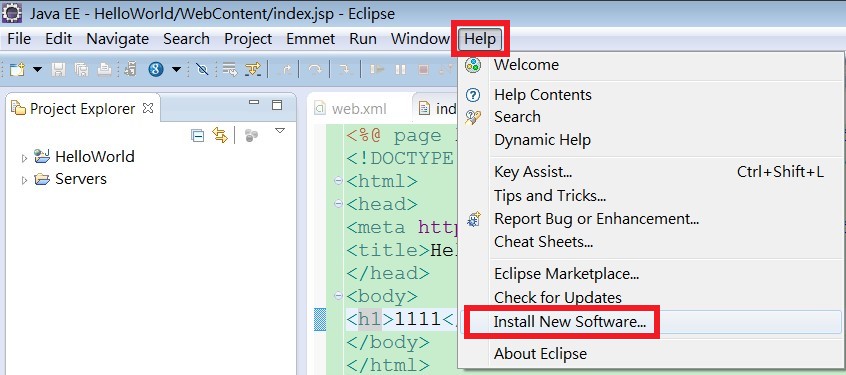 Java EE - HelloWorld/WebContent/index.jsp - Eclipse
File Edit Navigate Search Project Emmet Run Window Help
Project Explorer
HelloWorld
Servers
web.xml
<%@ page
<!DOCTYPE
<html>
<head>
<meta
<title>
</head>
<body>
<h1>1111<
</body>
</html>
Welcome
Help Contents
Search
Dynamic Help
Key Assist... Ctrl+Shift+L
Tips and Tricks...
Report Bug or Enhancement...
Cheat Sheets...
Eclipse Marketplace...
Check for Updates
Install New Software...
About Eclipse